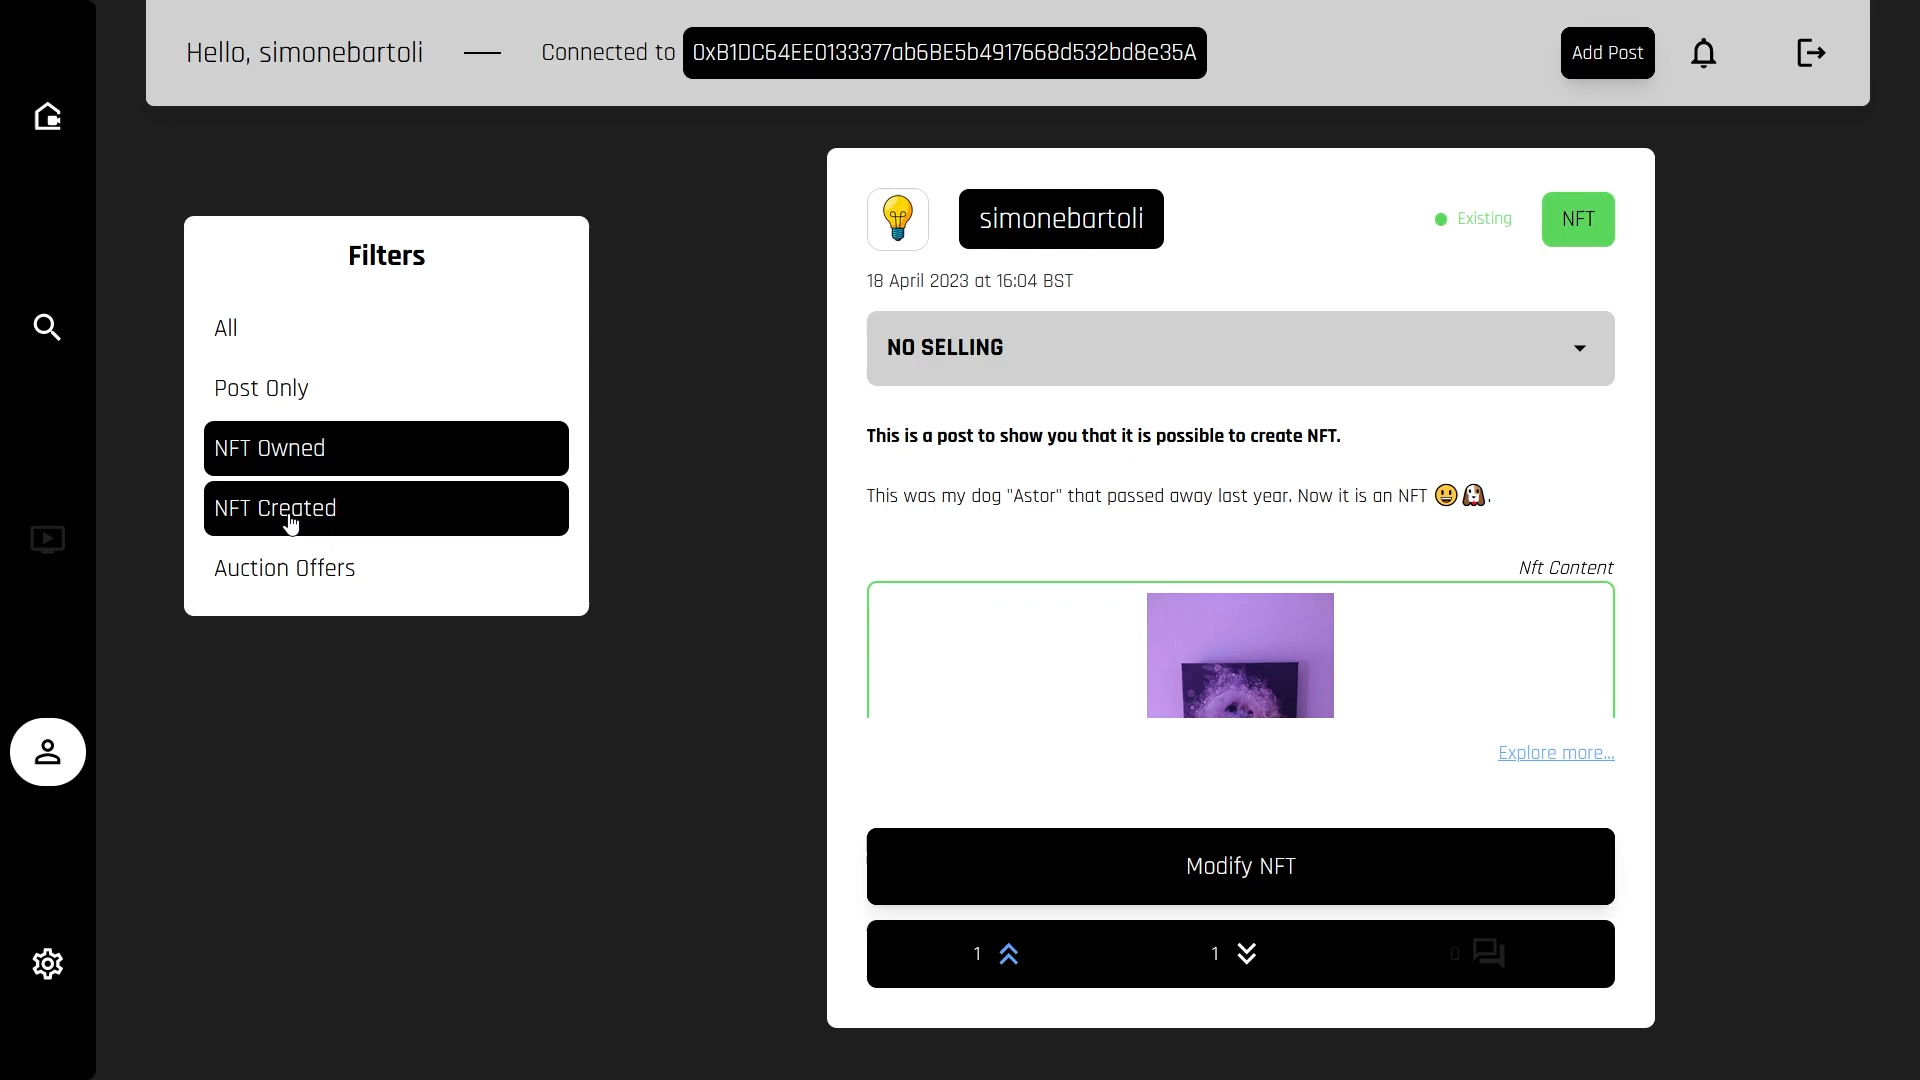 Hello, simonebartoli
Connected to 0xB1DC64EE0133377ab6BE5b4917668d532bd8e35A
Add Post
Filters
All
Post Only
NFT Owned
NFT Created
Auction Offers
simonebartoli
Existing
NFT
18 April 2023 at 16:04 BST
NO SELLING
This is a post to show you that it is possible to create NFT.
This was my dog "Astor" that passed away last year. Now it is an NFT 😀🐶.
Nft Content
Explore more...
Modify NFT
1
1
0